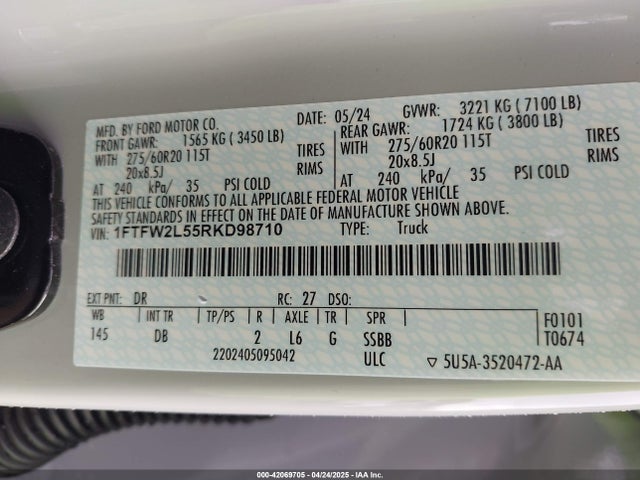 MFD. BY FORD MOTOR CO. DATE: 05/24 GVWR: 3221 KG ( 7100 LB)
FRONT GAWR: 1565 KG ( 3450 LB) REAR GAWR: 1724 KG ( 3800 LB)
WITH 275/60R20 115T TIRES WITH 275/60R20 115T TIRES
20x8.5J RIMS 20x8.5J RIMS
AT 240 kPa/ 35 PSI COLD AT 240 kPa/ 35 PSI COLD
THIS VEHICLE CONFORMS TO ALL APPLICABLE FEDERAL MOTOR VEHICLE
SAFETY STANDARDS IN EFFECT ON THE DATE OF MANUFACTURE SHOWN ABOVE.
VIN: 1FTFW2L55RKD98710 TYPE: Truck
EXT PNT: DR RC: 27 DSO:
WB INT TR TP/PS R AXLE TR SPR F0101
145 DB 2 L6 G SSBB T0674
2202405095042 ULC ▽ 5U5A-3520472-AA
000-42069705 - 04/24/2025 - IAA Inc.